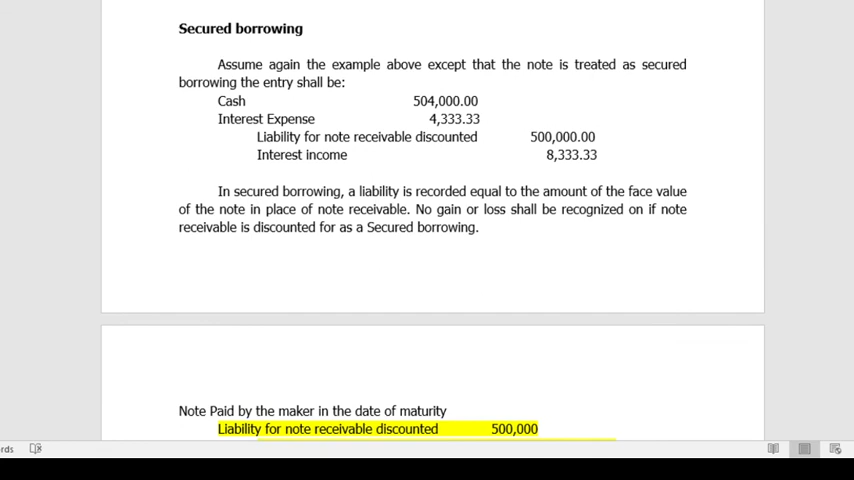 Secured borrowing
Assume again the example above except that the note is treated as secured
borrowing the entry shall be:
Cash 504,000.00
Interest Expense 4,333.33
Liability for note receivable discounted 500,000.00
Interest income 8,333.33
In secured borrowing, a liability is recorded equal to the amount of the face value
of the note in place of note receivable. No gain or loss shall be recognized on if note
receivable is discounted for as a Secured borrowing.
Note Paid by the maker in the date of maturity
Liability for note receivable discounted 500,000
rds